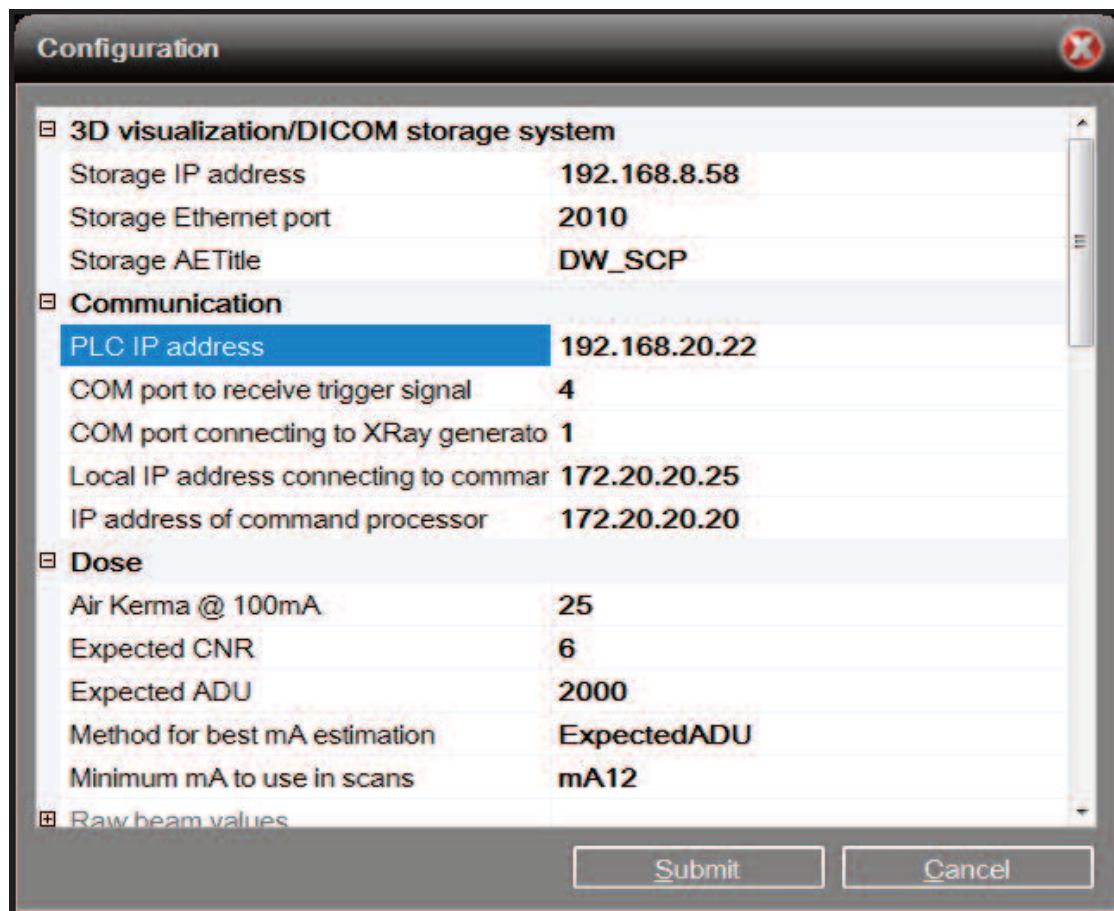 Configuration
3D visualization/DICOM storage system
Storage IP address 192.168.8.58
Storage Ethernet port 2010
Storage AETitle DW_SCP
Communication
PLC IP address 192.168.20.22
COM port to receive trigger signal 4
COM port connecting to XRay generato 1
Local IP address connecting to commar 172.20.20.25
IP address of command processor 172.20.20.20
Dose
Air Kerma @ 100mA 25
Expected CNR 6
Expected ADU 2000
Method for best mA estimation ExpectedADU
Minimum mA to use in scans mA12
Raw beam values
Submit Cancel